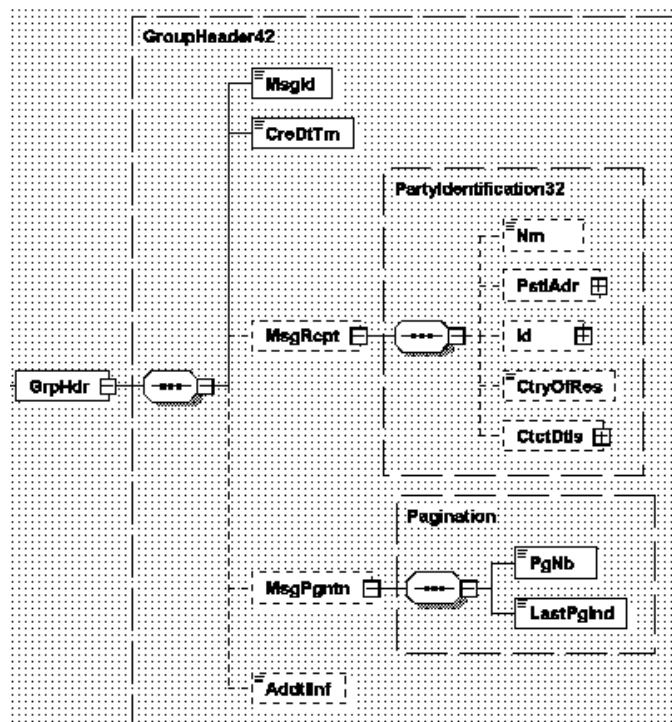 GroupHeader42
MsgId
CreDtTm
PartyIdentification32
Nm
PstlAdr
MsgRcpt
Id
GrpHdr
CtryOfRes
CtctDtls
Pagination
PgNb
MsgPgntn
LastPgInd
AddtlInf